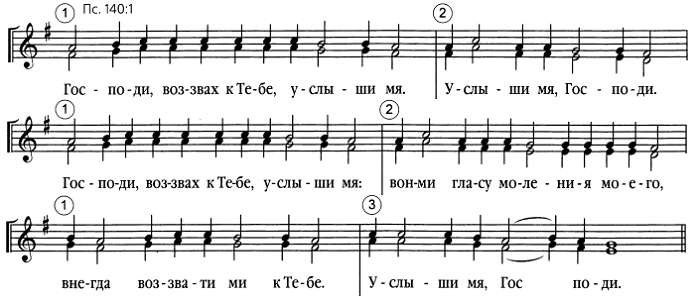 ① Пс. 140:1 ②
Гос - по - ди, воз-звах к Те-бе, у-слы - ши мя. У-слы - ши мя, Гос - по-ди.
① ②
Гос - по - ди, воз-звах к Те-бе, у-слы - ши мя: вон-ми гла-су мо-ле - ни-я мо-е-го,
① ③
вне-гда воз-зва-ти ми к Те-бе. У-слы - ши мя, Гос по - ди.